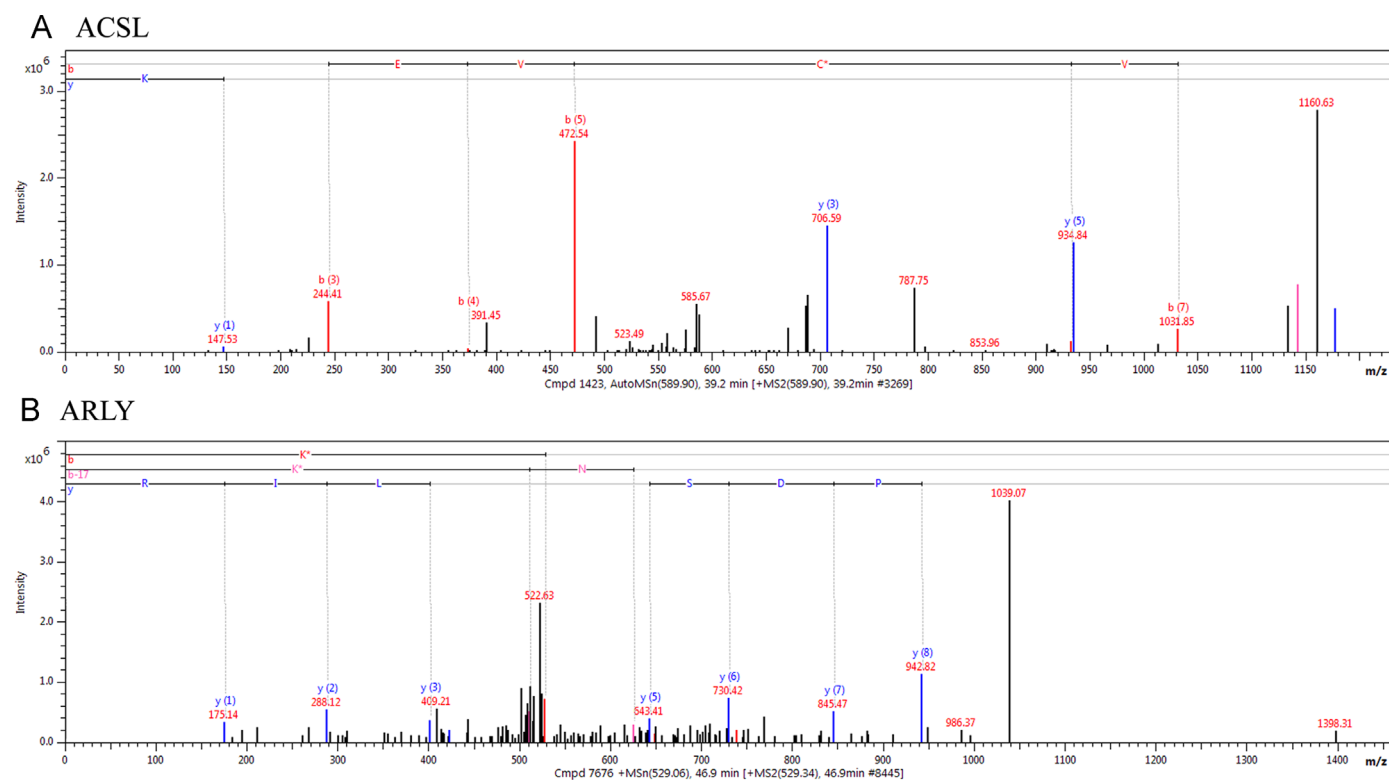 A ACSL
x10^6
b
y
E V C* V
K
3.0
2.0
1.0
0.0
Intensity
y (1)
147.53
b (3)
244.41
b (4)
391.45
b (5)
472.54
523.49
585.67
y (3)
706.59
787.75
853.96
y (5)
934.84
b (7)
1031.85
1160.63
0 50 100 150 200 250 300 350 400 450 500 550 600 650 700 750 800 850 900 950 1000 1050 1100 1150 m/z
Cmpd 1423, AutoMSn(589.90), 39.2 min [+MS2(589.90), 39.2min #3269]
B ARLY
x10^6
b
b-17
y
K*
K* N
R I L S D P
4.0
3.0
2.0
1.0
0.0
Intensity
y (1)
175.14
y (2)
288.12
y (3)
409.21
522.63
y (5)
643.41
y (6)
730.42
y (7)
845.47
y (8)
942.82
986.37
1039.07
1398.31
0 100 200 300 400 500 600 700 800 900 1000 1100 1200 1300 1400 m/z
Cmpd 7676 +MSn(529.06), 46.9 min [+MS2(529.34), 46.9min #8445]